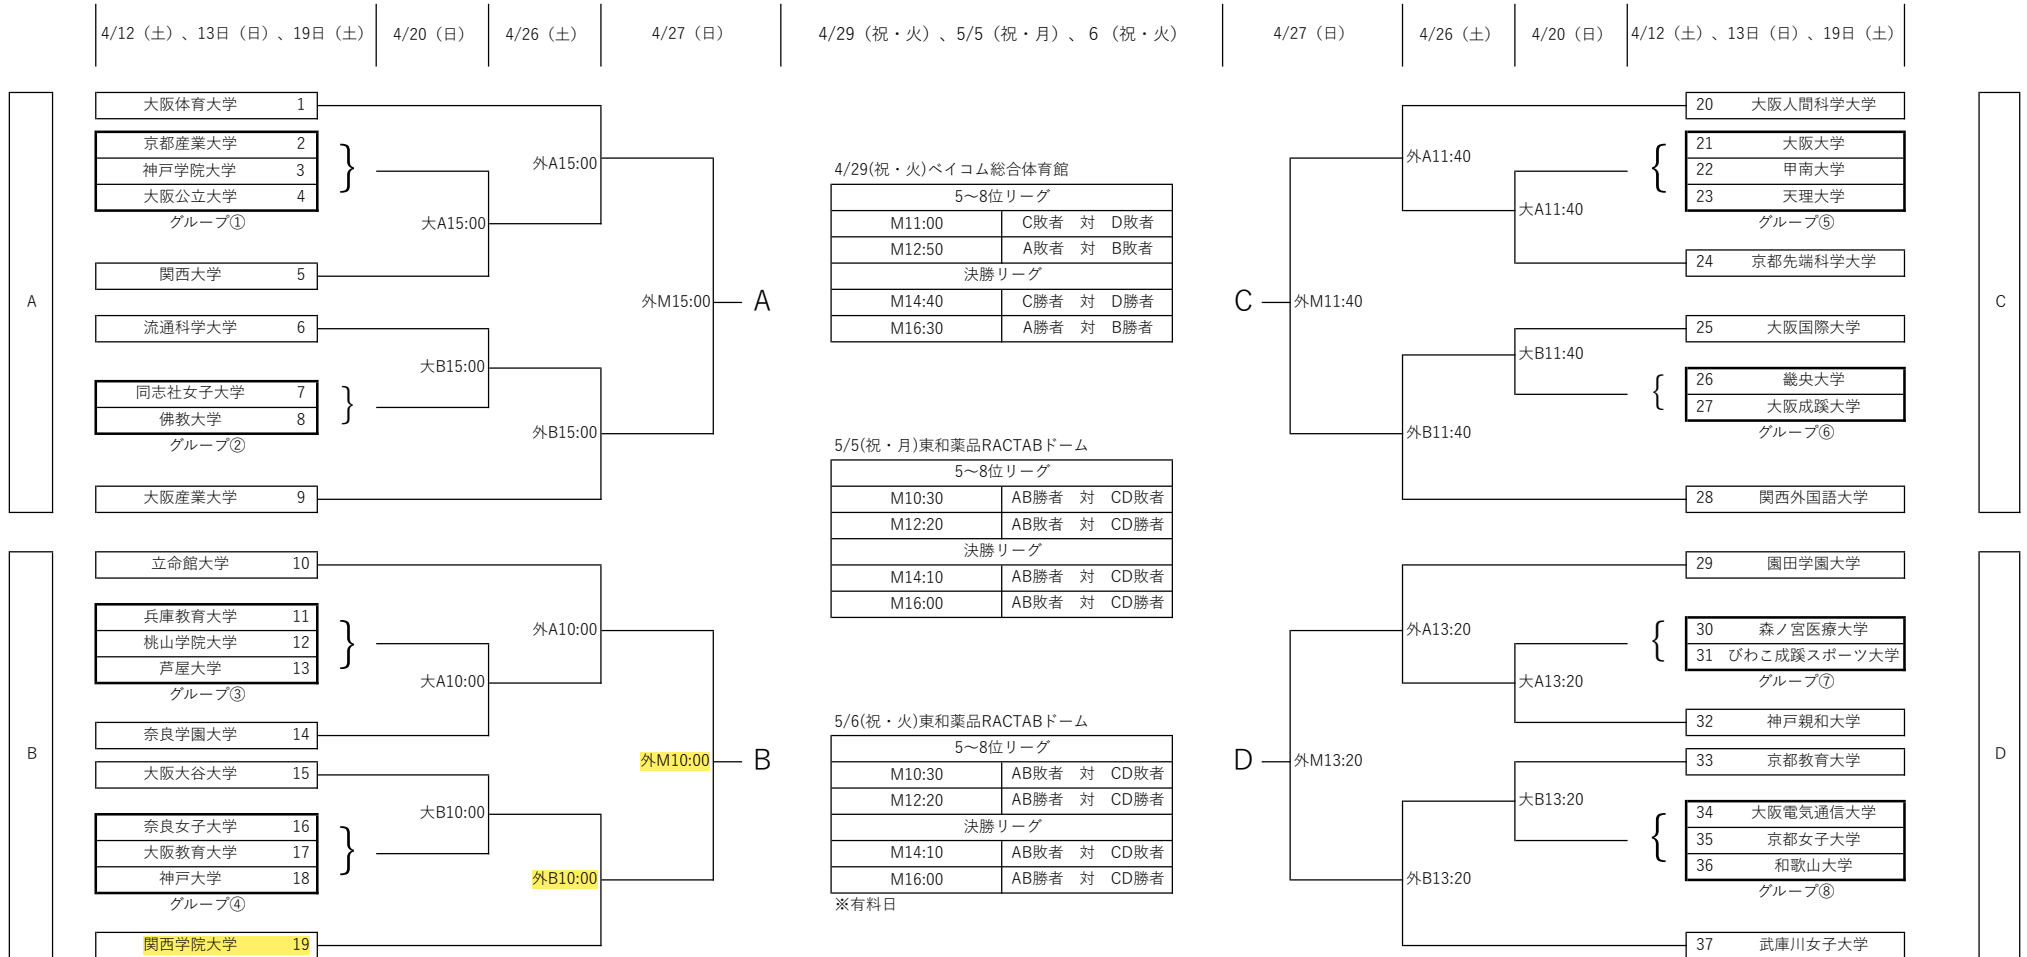 4/12（土）、13日（日）、19日（土）
4/20（日）
4/26（土）
4/27（日）
4/29（祝・火）、5/5（祝・月）、６（祝・火）
4/27（日）
4/26（土）
4/20（日）
4/12（土）、13日（日）、19日（土）
A
大阪体育大学 1
京都産業大学 2
神戸学院大学 3
大阪公立大学 4
グループ①
関西大学 5
流通科学大学 6
同志社女子大学 7
佛教大学 8
グループ②
大阪産業大学 9
大A15:00
大B15:00
外A15:00
外B15:00
外M15:00
A
B
立命館大学 10
兵庫教育大学 11
桃山学院大学 12
芦屋大学 13
グループ③
奈良学園大学 14
大阪大谷大学 15
奈良女子大学 16
大阪教育大学 17
神戸大学 18
グループ④
関西学院大学 19
大A10:00
大B10:00
外A10:00
外B10:00
外M10:00
B
4/29(祝・火)ベイコム総合体育館
5〜8位リーグ
M11:00 C敗者 対 D敗者
M12:50 A敗者 対 B敗者
決勝リーグ
M14:40 C勝者 対 D勝者
M16:30 A勝者 対 B勝者
5/5(祝・月)東和薬品RACTABドーム
5〜8位リーグ
M10:30 AB勝者 対 CD敗者
M12:20 AB敗者 対 CD勝者
決勝リーグ
M14:10 AB勝者 対 CD敗者
M16:00 AB敗者 対 CD勝者
5/6(祝・火)東和薬品RACTABドーム
5〜8位リーグ
M10:30 AB敗者 対 CD敗者
M12:20 AB勝者 対 CD勝者
決勝リーグ
M14:10 AB敗者 対 CD敗者
M16:00 AB勝者 対 CD勝者
※有料日
C
外M11:40
外A11:40
外B11:40
大A11:40
大B11:40
20 大阪人間科学大学
21 大阪大学
22 甲南大学
23 天理大学
グループ⑤
24 京都先端科学大学
25 大阪国際大学
26 畿央大学
27 大阪成蹊大学
グループ⑥
28 関西外国語大学
C
D
外M13:20
外A13:20
外B13:20
大A13:20
大B13:20
29 園田学園大学
30 森ノ宮医療大学
31 びわこ成蹊スポーツ大学
グループ⑦
32 神戸親和大学
33 京都教育大学
34 大阪電気通信大学
35 京都女子大学
36 和歌山大学
グループ⑧
37 武庫川女子大学
D